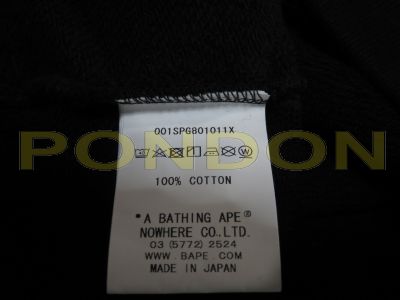 001SPG801011X
PONDON
100% COTTON
"A BATHING APE®
NOWHERE CO.,LTD.
03 (5772) 2524
WWW.BAPE.COM
MADE IN JAPAN